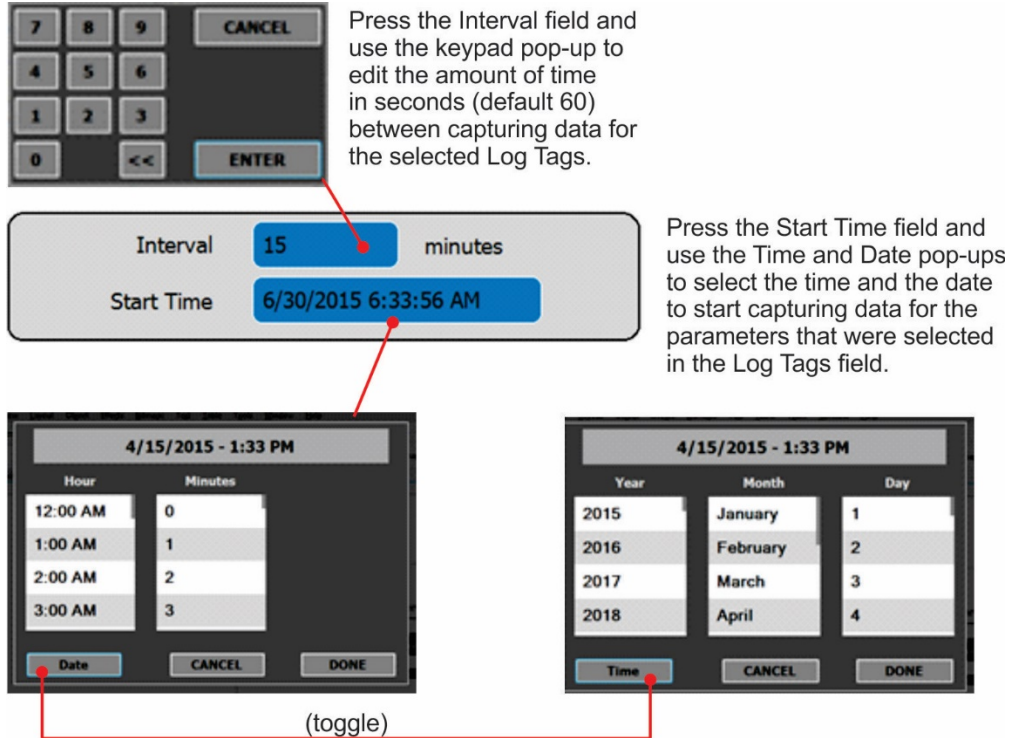 7 8 9 CANCEL
4 5 6
1 2 3
0 << ENTER
Press the Interval field and
use the keypad pop-up to
edit the amount of time
in seconds (default 60)
between capturing data for
the selected Log Tags.
Interval 15 minutes
Start Time 6/30/2015 6:33:56 AM
Press the Start Time field and
use the Time and Date pop-ups
to select the time and the date
to start capturing data for the
parameters that were selected
in the Log Tags field.
4/15/2015 - 1:33 PM
Hour Minutes
12:00 AM 0
1:00 AM 1
2:00 AM 2
3:00 AM 3
Date CANCEL DONE
4/15/2015 - 1:33 PM
Year Month Day
2015 January 1
2016 February 2
2017 March 3
2018 April 4
Time CANCEL DONE
(toggle)